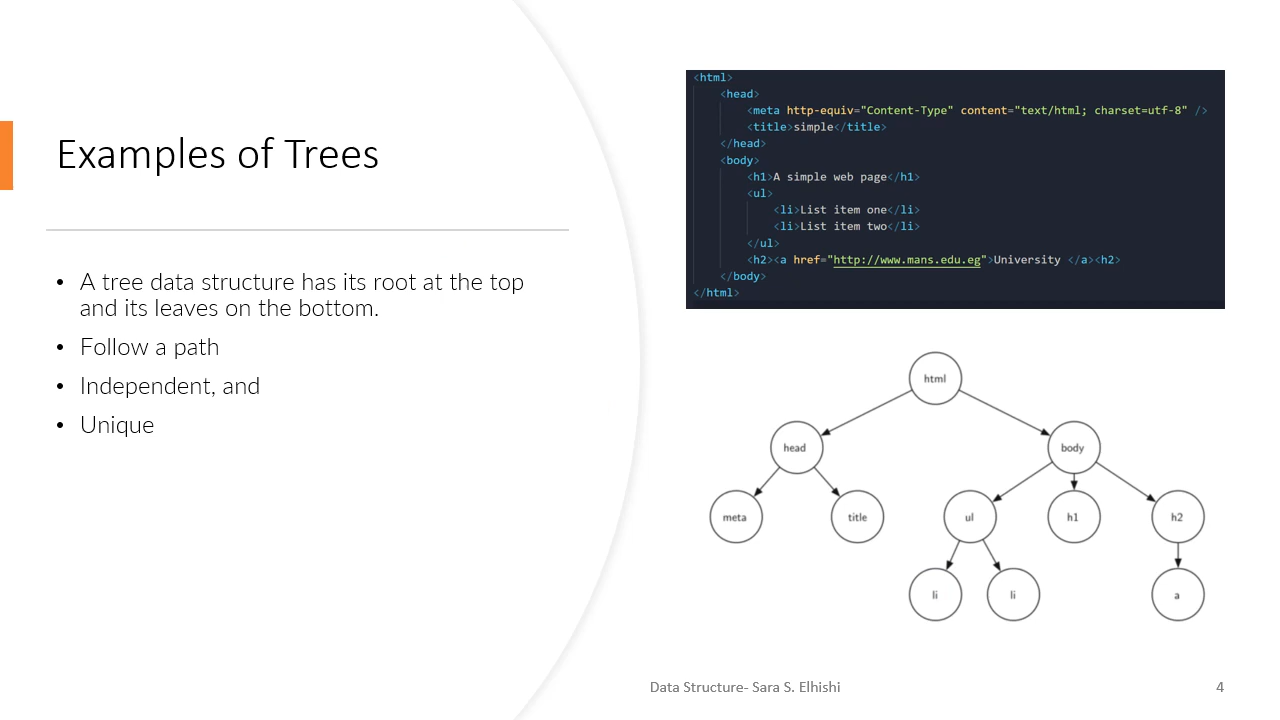 Examples of Trees
• A tree data structure has its root at the top
and its leaves on the bottom.
• Follow a path
• Independent, and
• Unique
<html>
<head>
<meta http-equiv="Content-Type" content="text/html; charset=utf-8" />
<title>simple</title>
</head>
<body>
<h1>A simple web page</h1>
<ul>
<li>List item one</li>
<li>List item two</li>
</ul>
<h2><a href="http://www.mans.edu.eg">University </a><h2>
</body>
</html>
html
head
body
meta
title
ul
h1
h2
li
li
a
Data Structure- Sara S. Elhishi
4